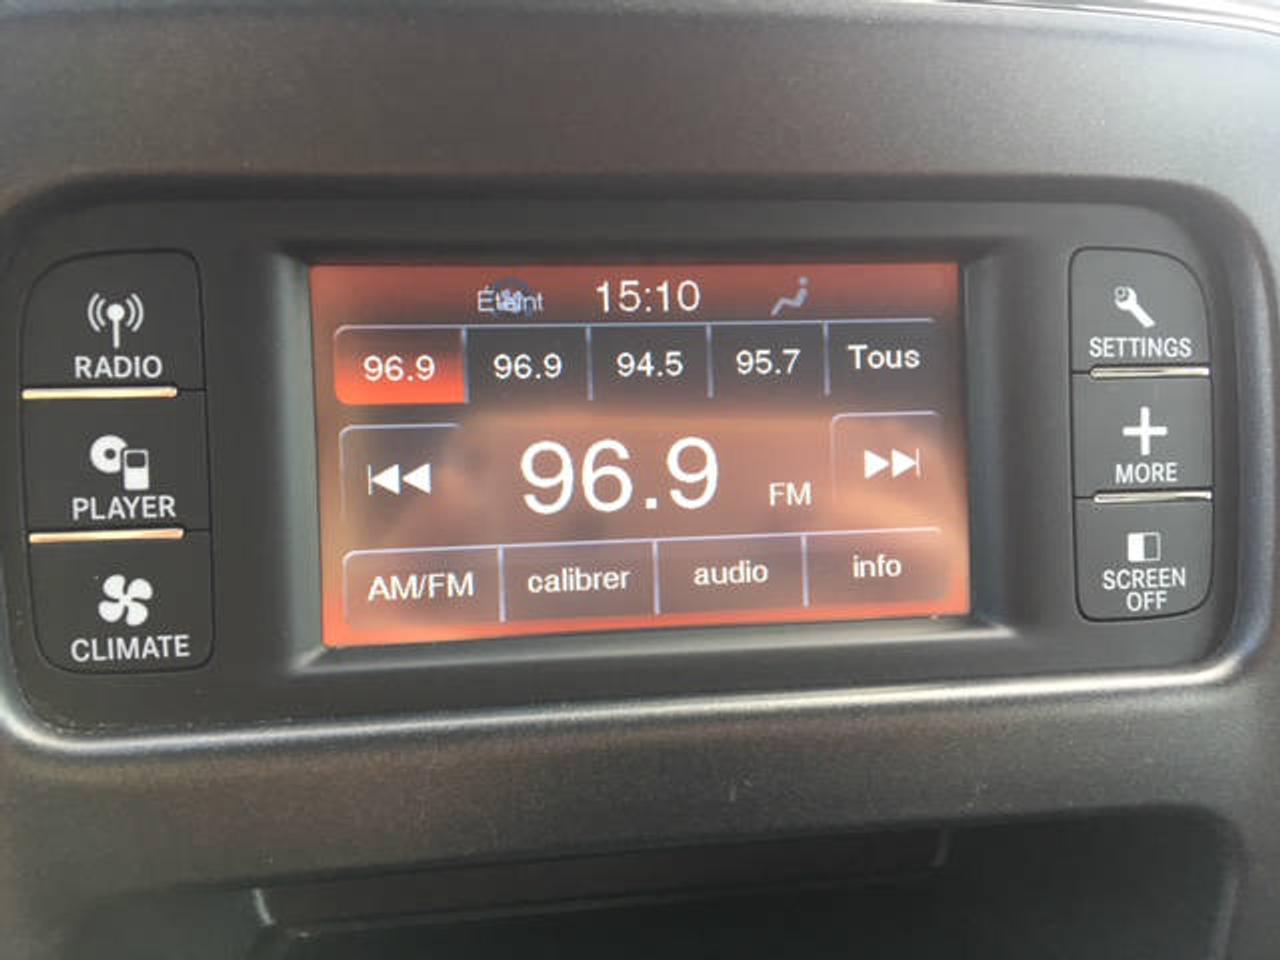 Éteint 15:10
96.9 96.9 94.5 95.7 Tous
96.9 FM
AM/FM calibrer audio info
RADIO
PLAYER
CLIMATE
SETTINGS
MORE
SCREEN
OFF